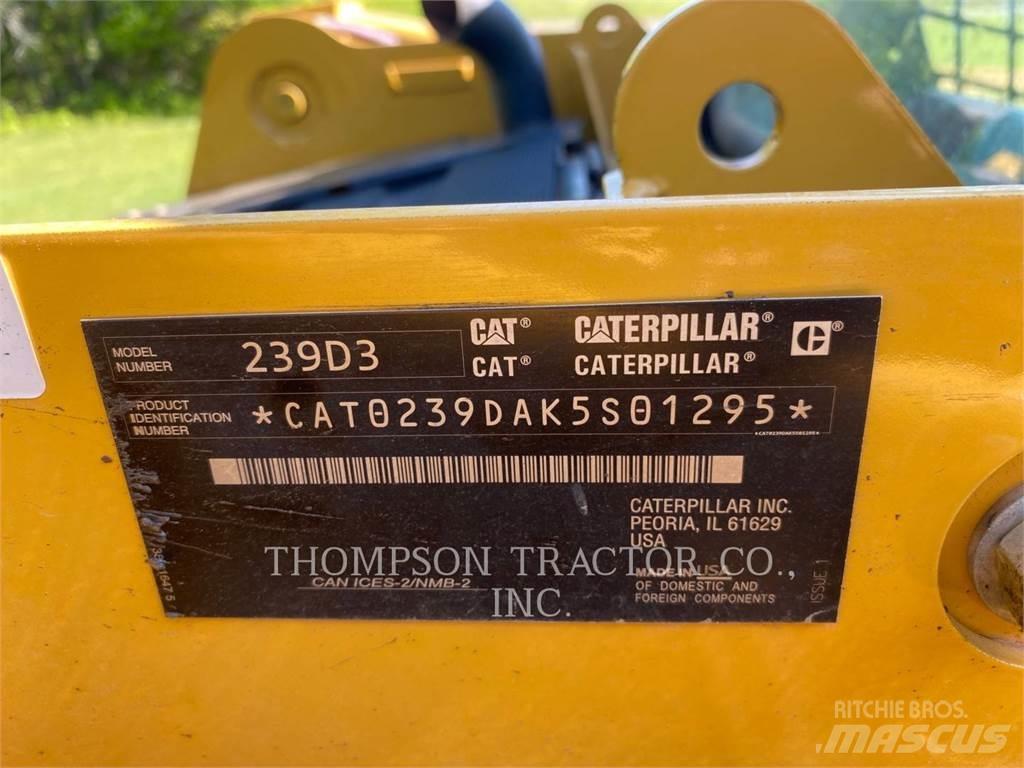 MODEL
NUMBER
239D3
CAT® CATERPILLAR®
CAT® CATERPILLAR®
PRODUCT
IDENTIFICATION
NUMBER
*CAT0239DAK5S01295*
*CAT0239DAK5S01295*
CATERPILLAR INC.
PEORIA, IL 61629
USA
THOMPSON TRACTOR CO.,
INC.
CAN ICES-2/NMB-2
MADE IN USA
OF DOMESTIC AND
FOREIGN COMPONENTS
ISSUE 1
RITCHIE BROS.
MASCUS